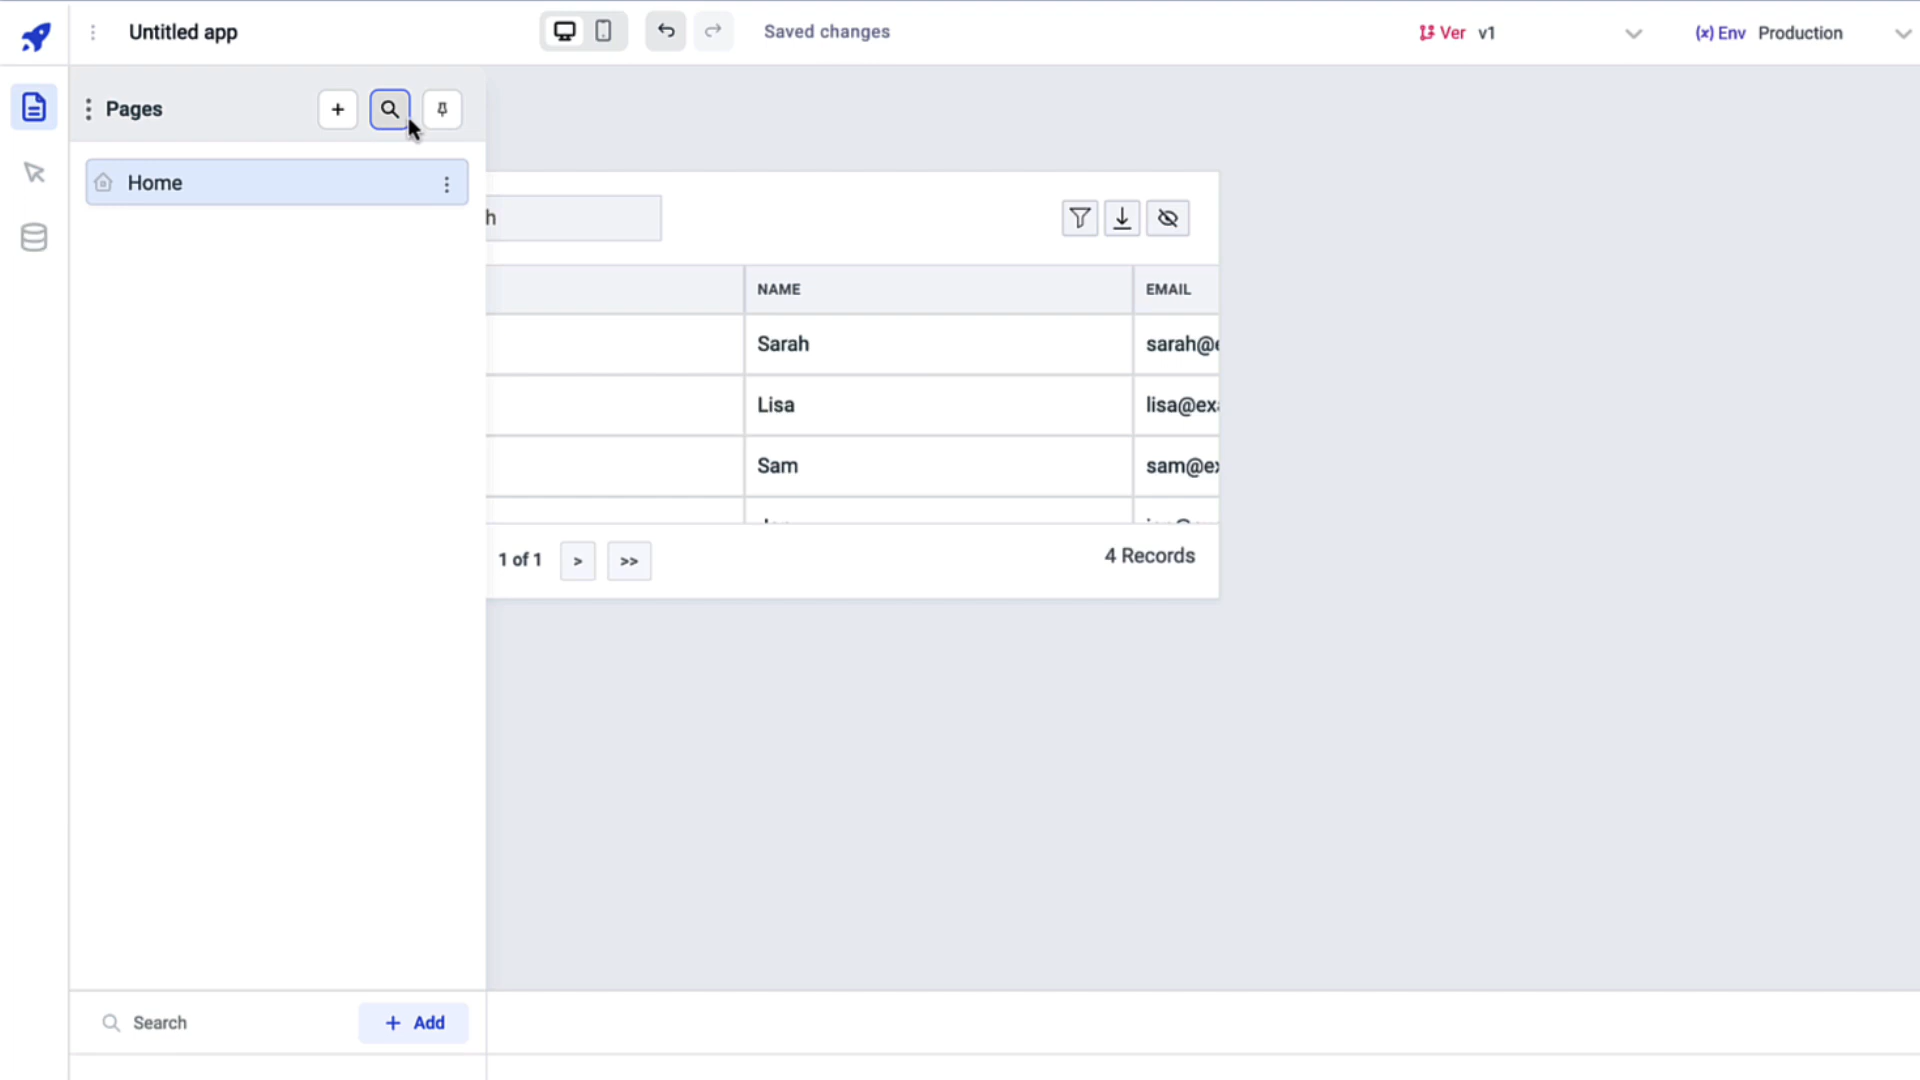 Untitled app
Saved changes
Ver v1
(x) Env Production
Pages
Home
h
NAME EMAIL
Sarah sarah@e
Lisa lisa@exa
Sam sam@ex
1 of 1 > >> 4 Records
Search + Add